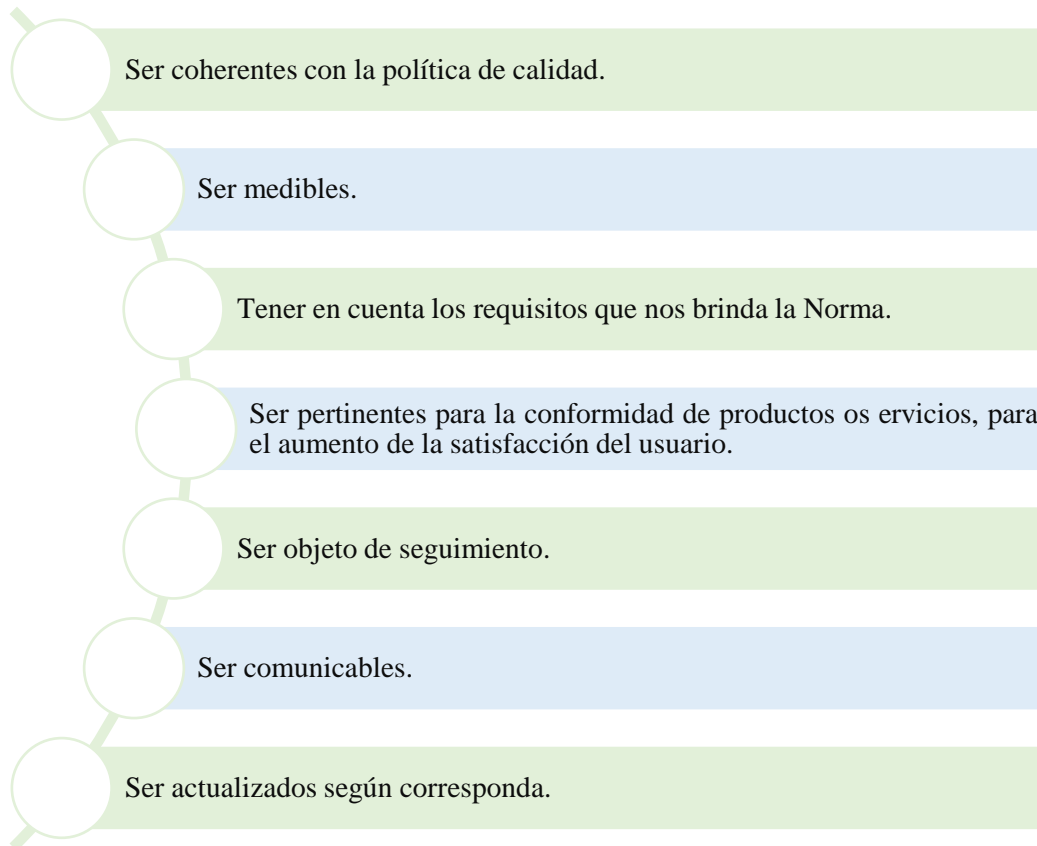 Ser coherentes con la política de calidad.
Ser medibles.
Tener en cuenta los requisitos que nos brinda la Norma.
Ser pertinentes para la conformidad de productos os ervicios, para
el aumento de la satisfacción del usuario.
Ser objeto de seguimiento.
Ser comunicables.
Ser actualizados según corresponda.